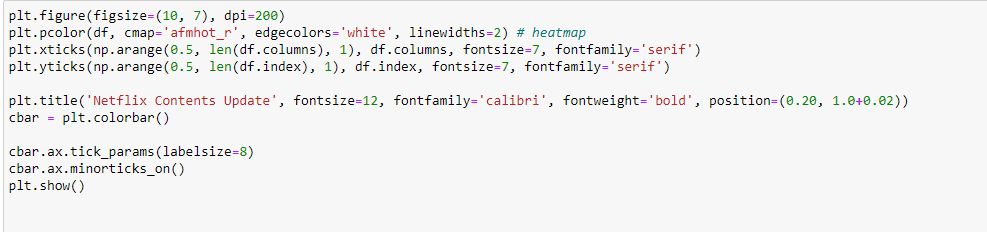 plt.figure(figsize=(10, 7), dpi=200)
plt.pcolor(df, cmap='afmhot_r', edgecolors='white', linewidths=2) # heatmap
plt.xticks(np.arange(0.5, len(df.columns), 1), df.columns, fontsize=7, fontfamily='serif')
plt.yticks(np.arange(0.5, len(df.index), 1), df.index, fontsize=7, fontfamily='serif')
plt.title('Netflix Contents Update', fontsize=12, fontfamily='calibri', fontweight='bold', position=(0.20, 1.0+0.02))
cbar = plt.colorbar()
cbar.ax.tick_params(labelsize=8)
cbar.ax.minorticks_on()
plt.show()